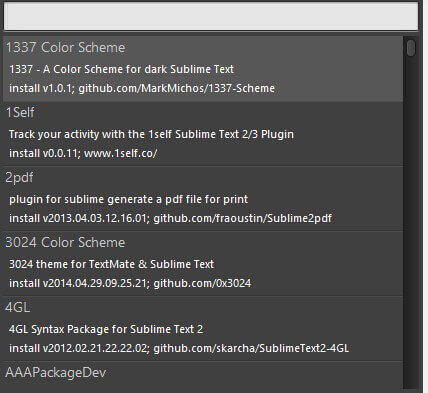 1337 Color Scheme
1337 - A Color Scheme for dark Sublime Text
install v1.0.1; github.com/MarkMichos/1337-Scheme
1Self
Track your activity with the 1self Sublime Text 2/3 Plugin
install v0.0.11; www.1self.co/
2pdf
plugin for sublime generate a pdf file for print
install v2013.04.03.12.16.01; github.com/fraoustin/Sublime2pdf
3024 Color Scheme
3024 theme for TextMate & Sublime Text
install v2014.04.29.09.25.21; github.com/0x3024
4GL
4GL Syntax Package for Sublime Text 2
install v2012.02.21.22.22.02; github.com/skarcha/SublimeText2-4GL
AAAPackageDev